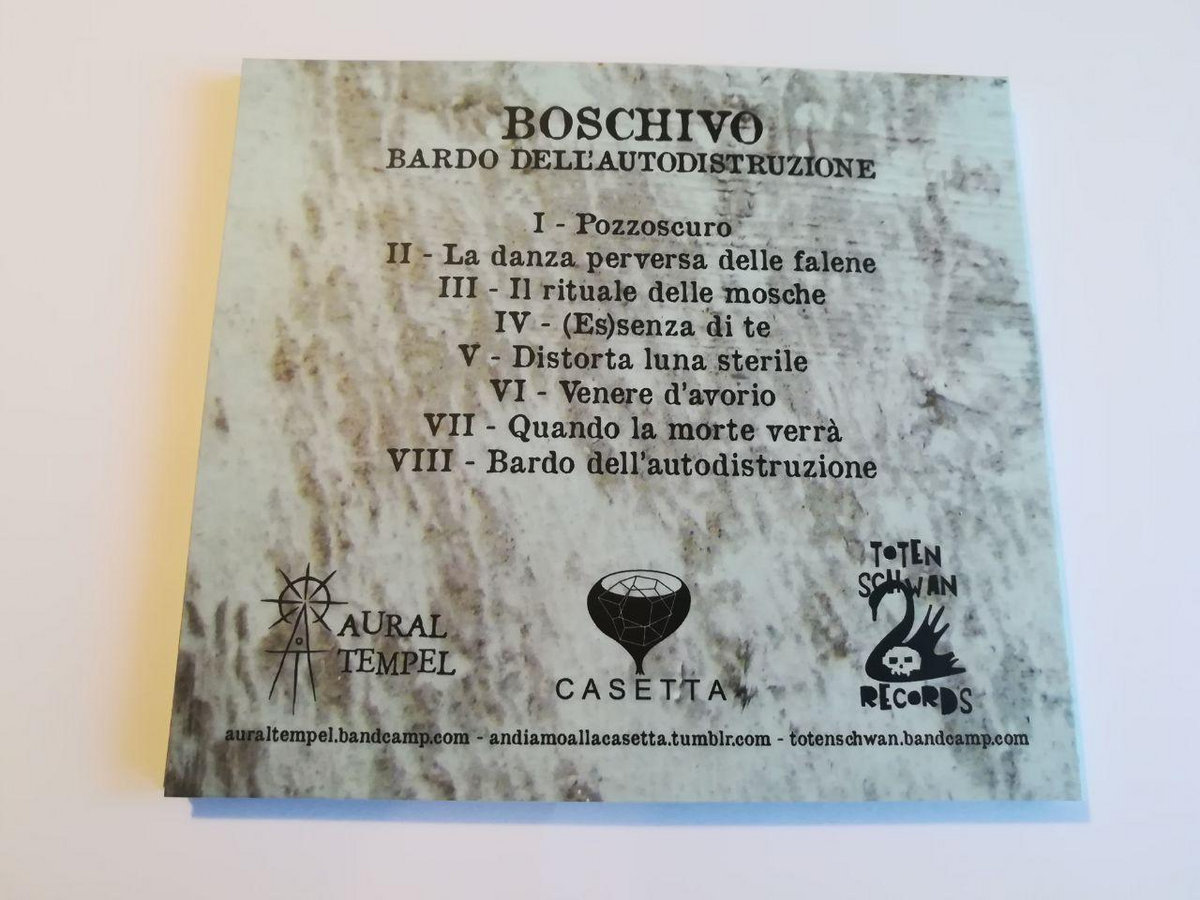 BOSCHIVO
BARDO DELL'AUTODISTRUZIONE
I - Pozzoscuro
II - La danza perversa delle falene
III - Il rituale delle mosche
IV - (Es)senza di te
V - Distorta luna sterile
VI - Venere d'avorio
VII - Quando la morte verrà
VIII - Bardo dell'autodistruzione
AURAL
TEMPEL
CASETTA
TOTEN
SCHWAN
RECORDS
auraltempel.bandcamp.com - andiamoallacasetta.tumblr.com - totenschwan.bandcamp.com